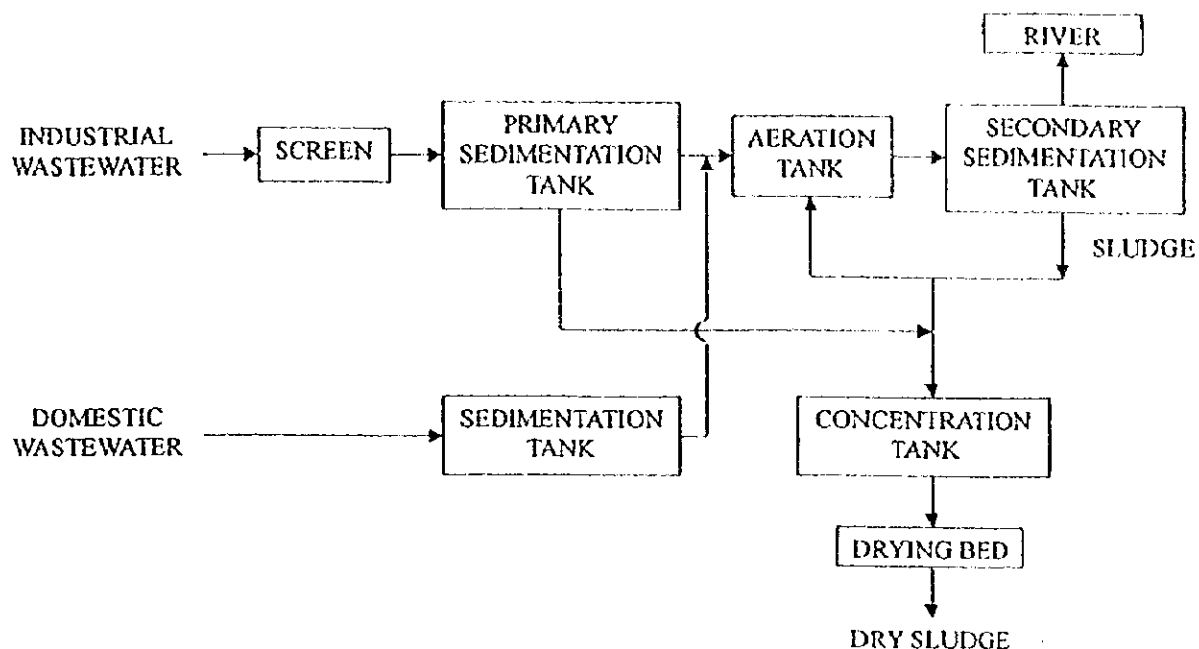 RIVER
INDUSTRIAL
WASTEWATER
SCREEN
PRIMARY
SEDIMENTATION
TANK
AERATION
TANK
SECONDARY
SEDIMENTATION
TANK
SLUDGE
DOMESTIC
WASTEWATER
SEDIMENTATION
TANK
CONCENTRATION
TANK
DRYING BED
DRY SLUDGE